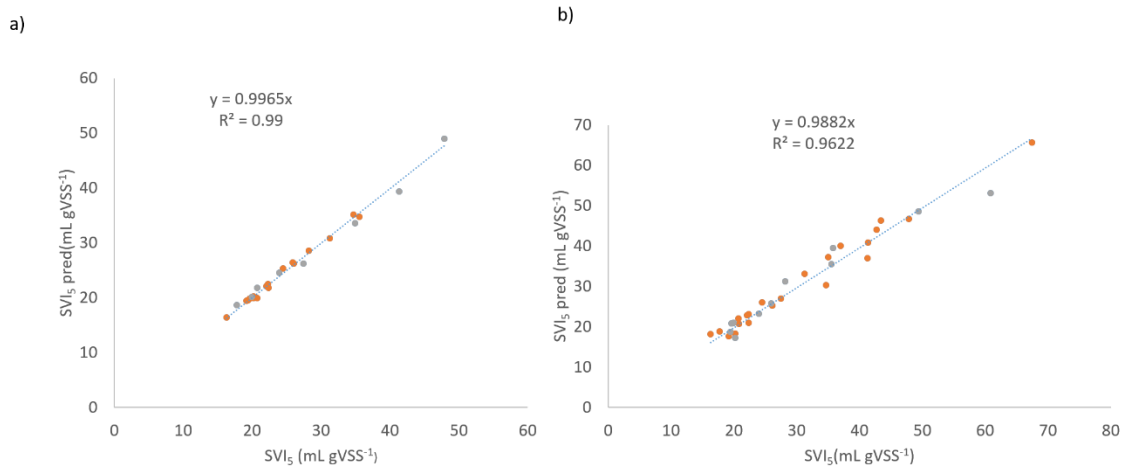 a)
SVI₅ pred(mL gVSS⁻¹)
60
50
40
30
20
10
0
y = 0.9965x
R² = 0.99
0 10 20 30 40 50 60
SVI₅ (mL gVSS⁻¹)
b)
SVI₅ pred (mL gVSS⁻¹)
70
60
50
40
30
20
10
0
y = 0.9882x
R² = 0.9622
0 10 20 30 40 50 60 70 80
SVI₅(mL gVSS⁻¹)